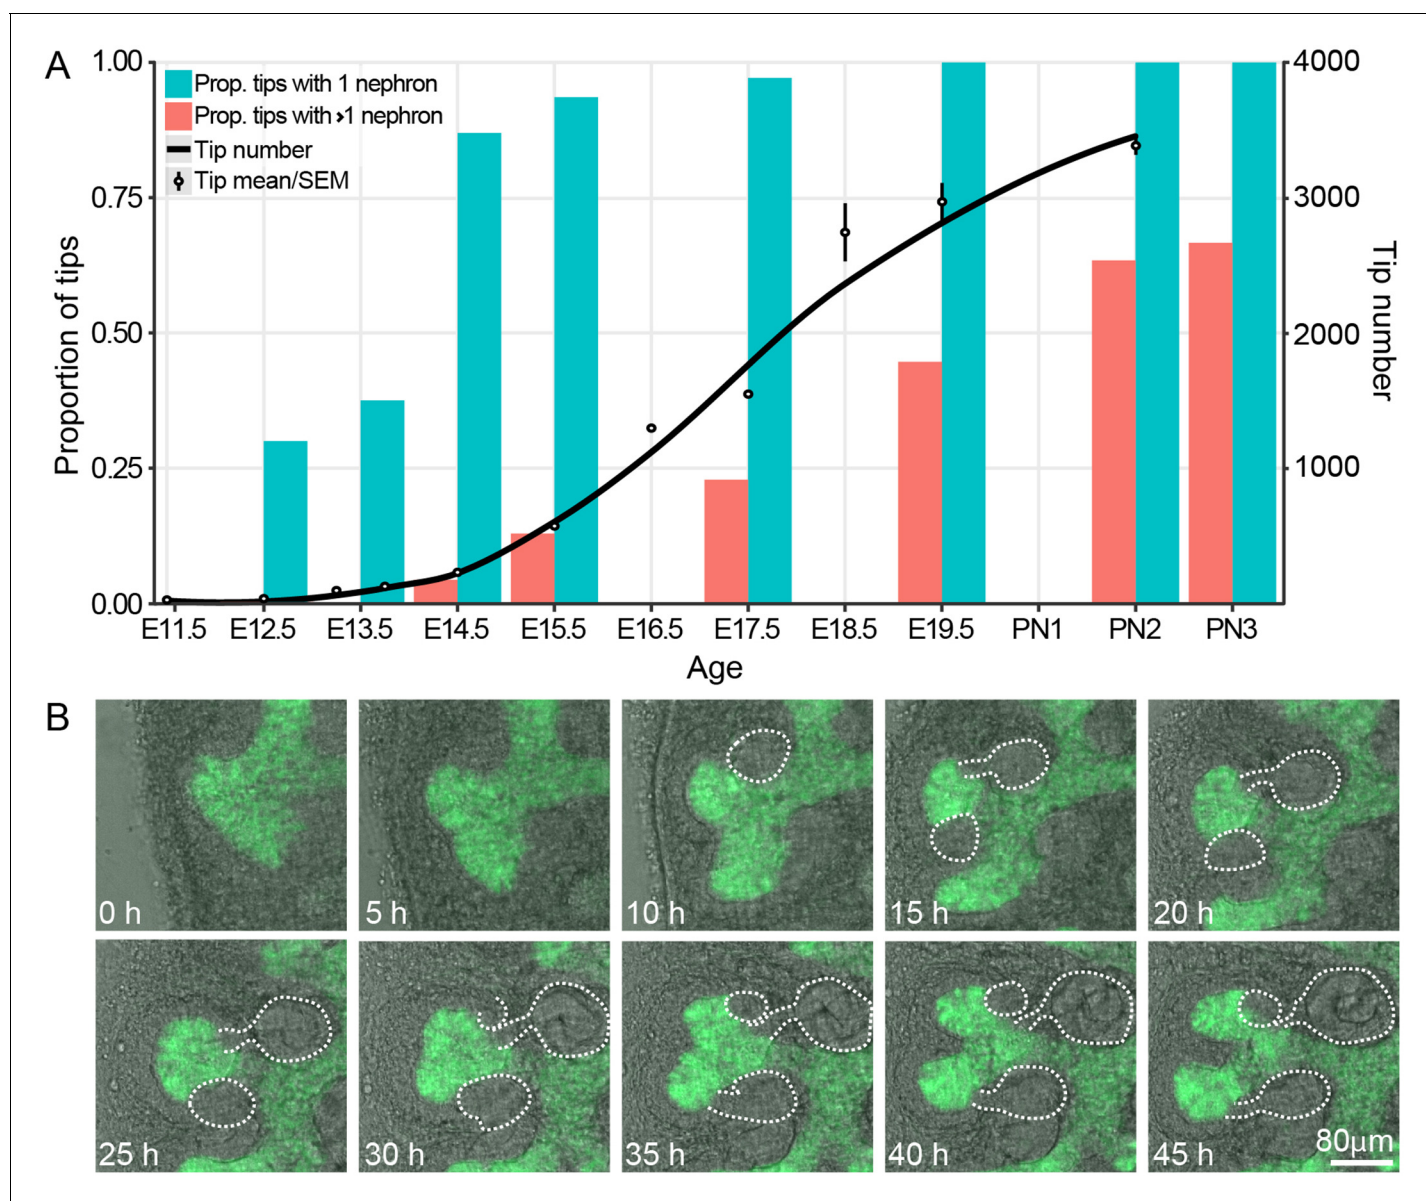 A
1.00
0.75
0.50
0.25
0.00
Proportion of tips
Prop. tips with 1 nephron
Prop. tips with >1 nephron
Tip number
Tip mean/SEM
4000
3000
2000
1000
Tip number
E11.5 E12.5 E13.5 E14.5 E15.5 E16.5 E17.5 E18.5 E19.5 PN1 PN2 PN3
Age
B
0 h 5 h 10 h 15 h 20 h
25 h 30 h 35 h 40 h 45 h
80μm